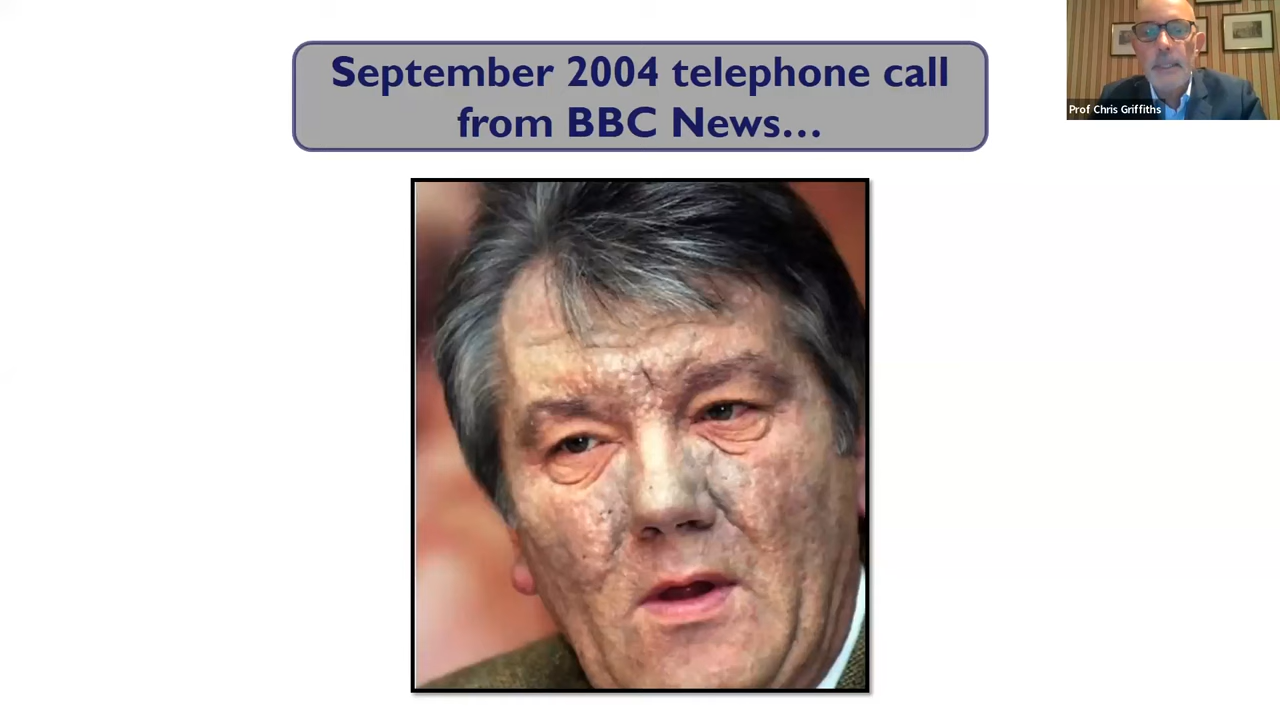 September 2004 telephone call
from BBC News...
Prof Chris Griffiths